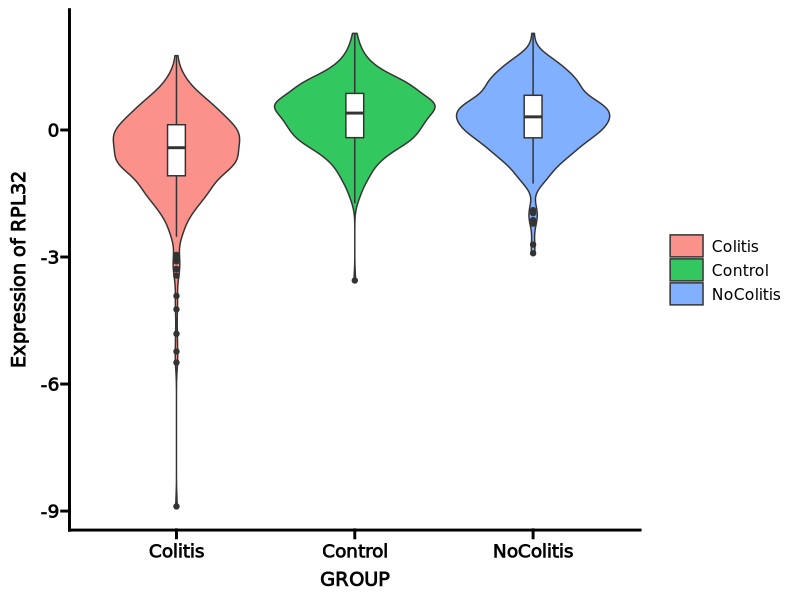 Expression of RPL32
0
-3
-6
-9
Colitis
Control
NoColitis
GROUP
Colitis
Control
NoColitis